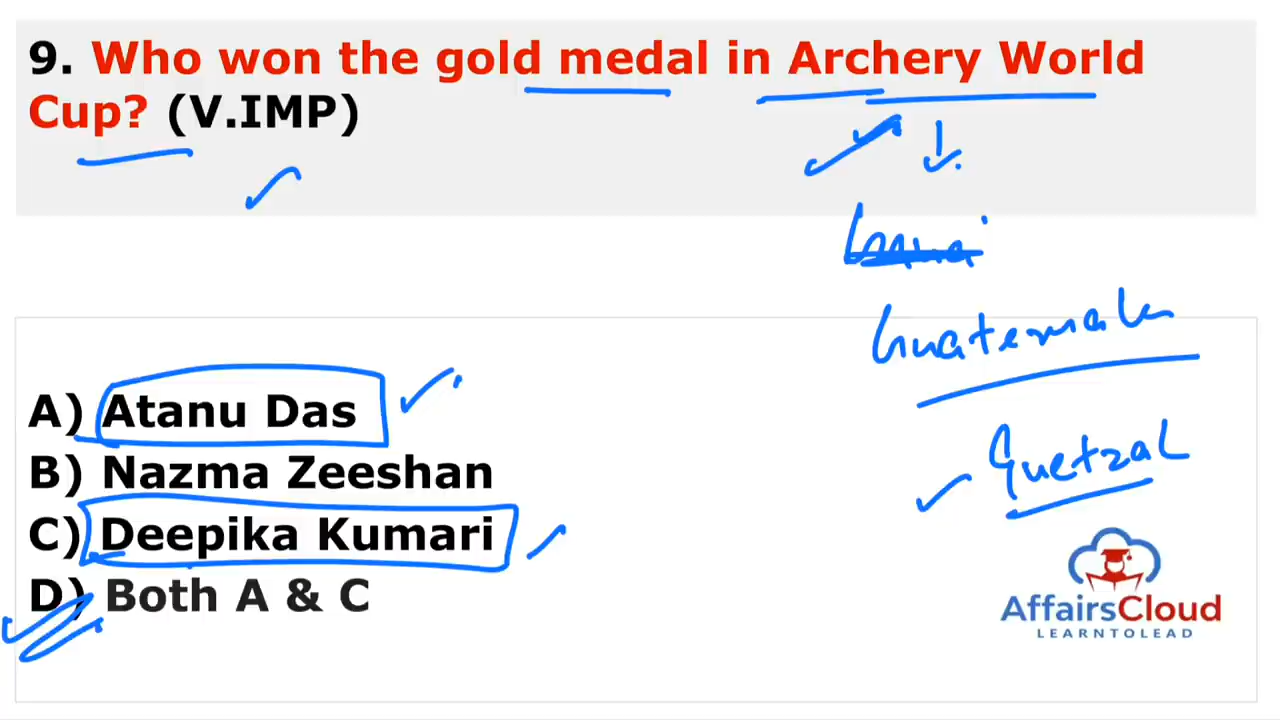 9. Who won the gold medal in Archery World
Cup? (V.IMP)
Guatemala
A) Atanu Das
B) Nazma Zeeshan
Quetzal
C) Deepika Kumari
D) Both A & C
AffairsCloud
LEARNTOLEAD